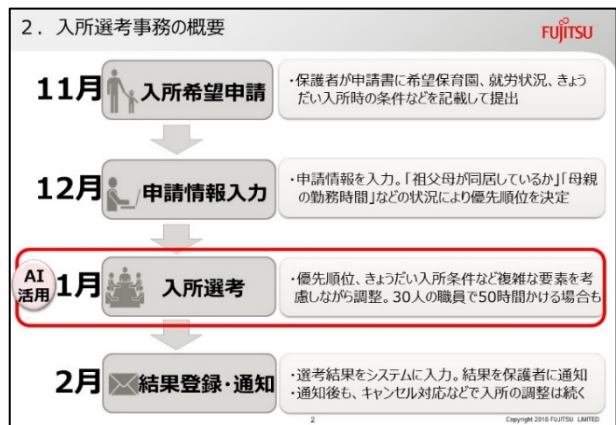 2．入所選考事務の概要
FUJITSU
11月
入所希望申請
・保護者が申請書に希望保育園、就労状況、きょう
だい入所時の条件などを記載して提出
12月
申請情報入力
・申請情報を入力。「祖父母が同居しているか」「母親
の勤務時間」などの状況により優先順位を決定
AI
活用
1月
入所選考
・優先順位、きょうだい入所条件など複雑な要素を考
慮しながら調整。30人の職員で50時間かける場合も
2月
結果登録・通知
・選考結果をシステムに入力。結果を保護者に通知
・通知後も、キャンセル対応などで入所の調整は続く
2
Copyright 2018 FUJITSU LIMITED